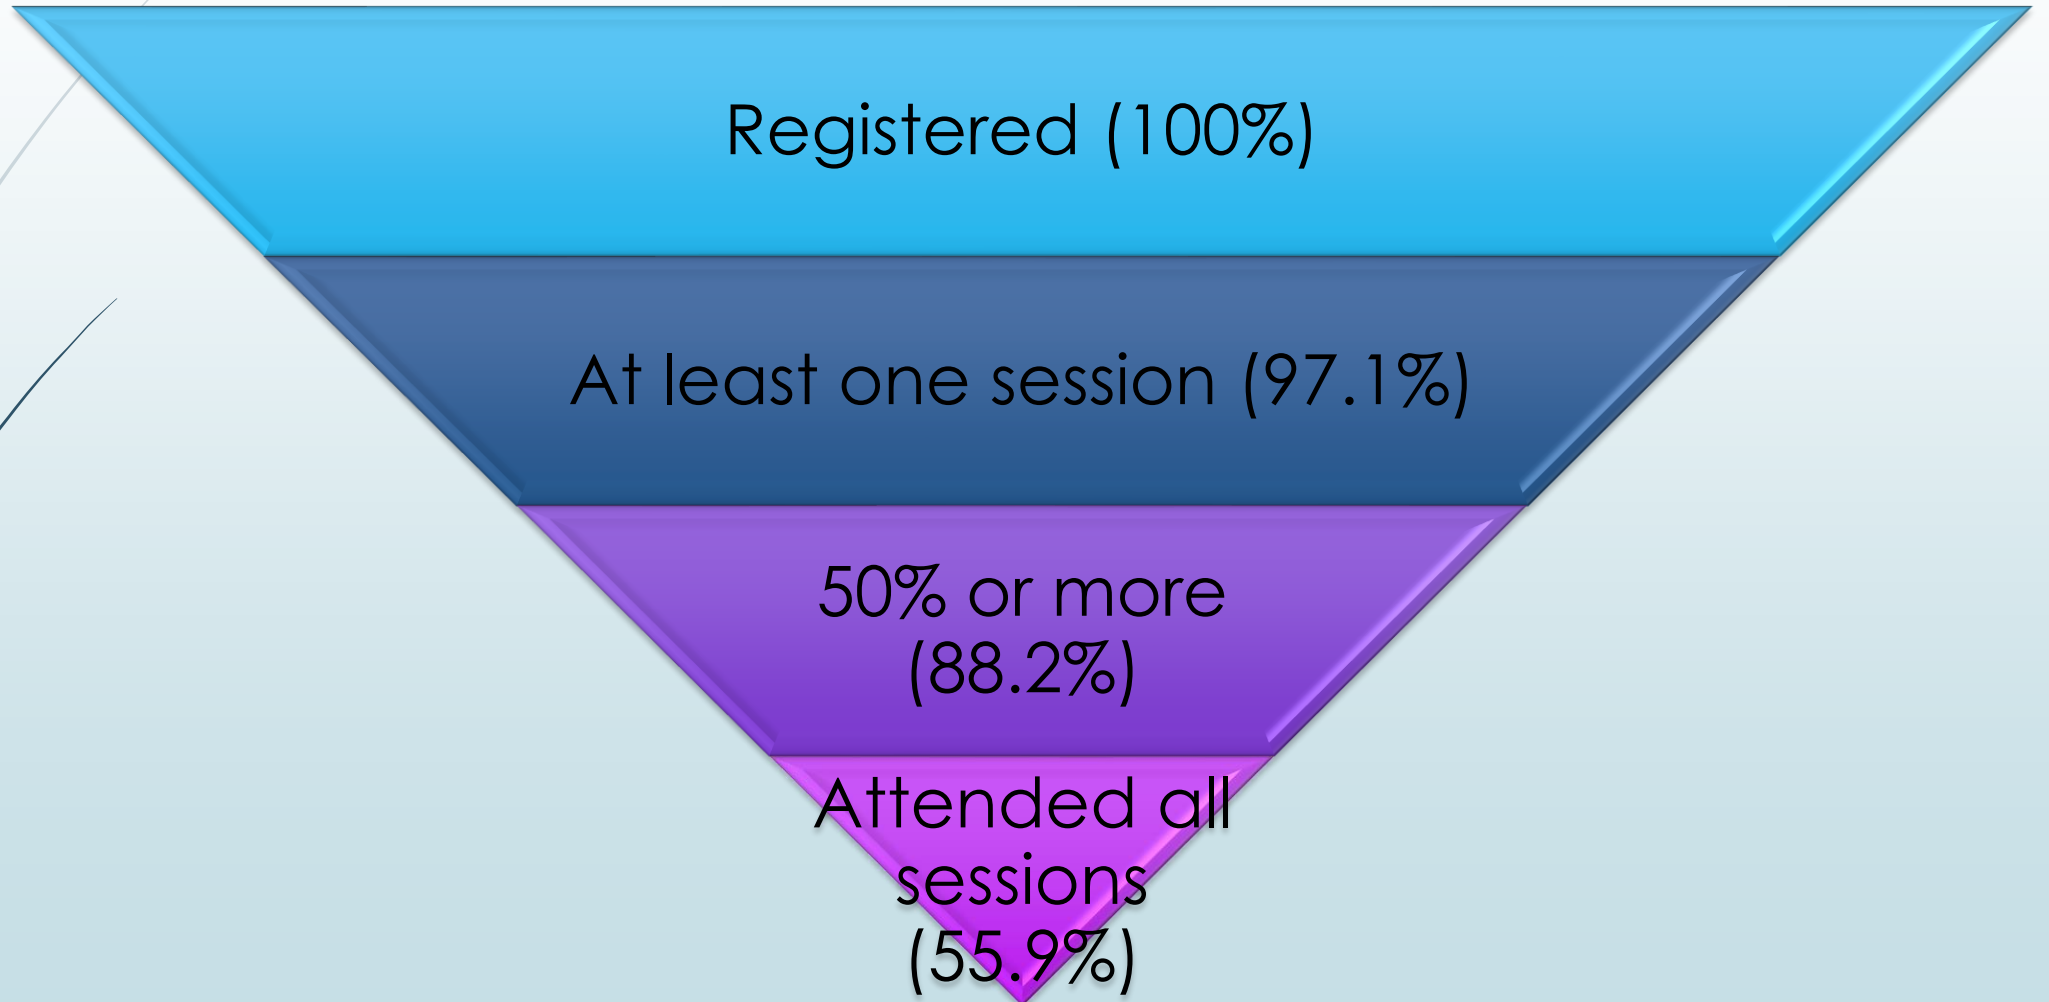 Registered (100%)
At least one session (97.1%)
50% or more
(88.2%)
Attended all
sessions
(55.9%)